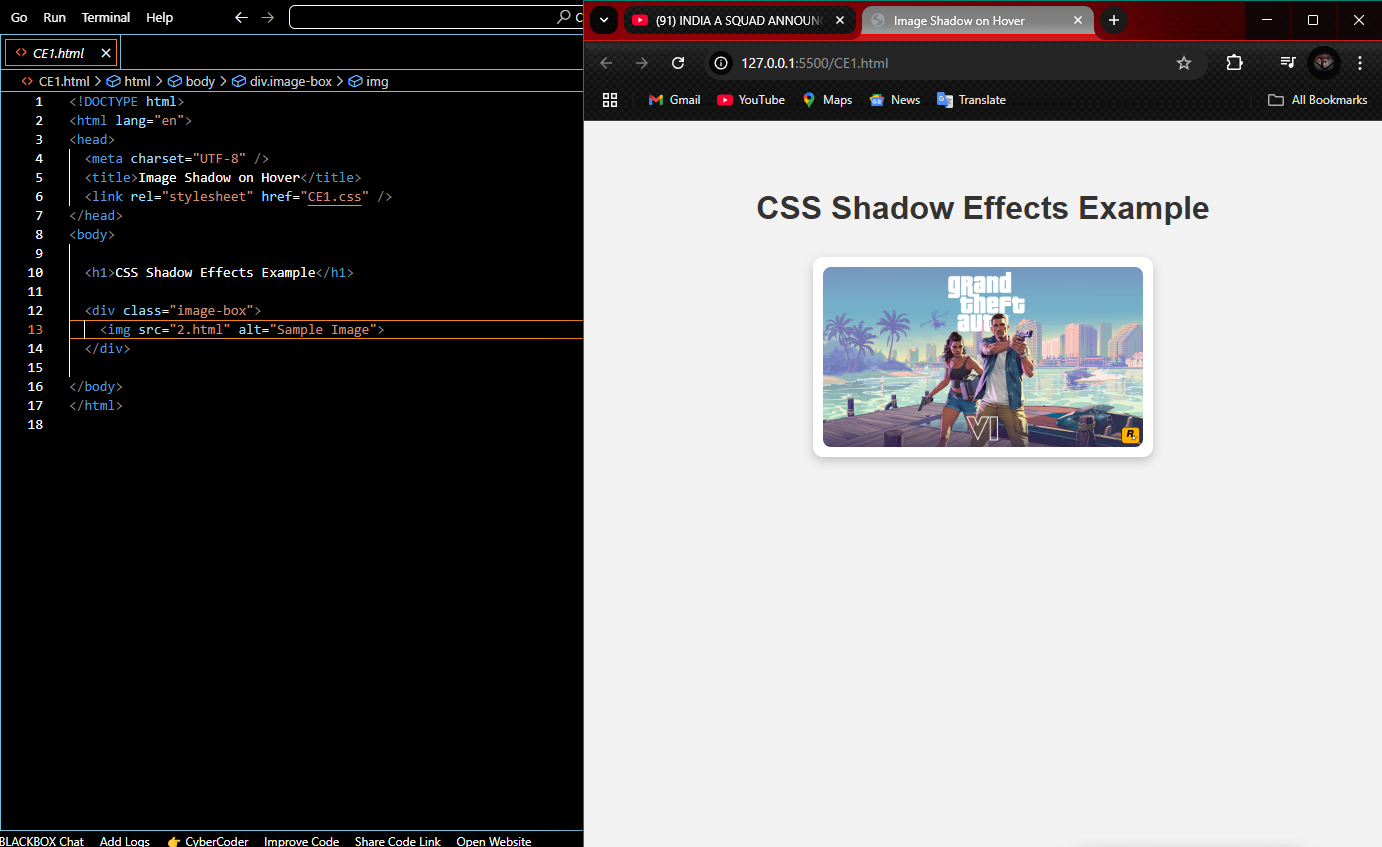 Go Run Terminal Help
C
CE1.html
CE1.html > html > body > div.image-box > img
1 <!DOCTYPE html>
2 <html lang="en">
3 <head>
4 <meta charset="UTF-8" />
5 <title>Image Shadow on Hover</title>
6 <link rel="stylesheet" href="CE1.css" />
7 </head>
8 <body>
9
10 <h1>CSS Shadow Effects Example</h1>
11
12 <div class="image-box">
13 <img src="2.html" alt="Sample Image">
14 </div>
15
16 </body>
17 </html>
18
BLACKBOX Chat Add Logs 👉 CyberCoder Improve Code Share Code Link Open Website
(91) INDIA A SQUAD ANNOUNC
Image Shadow on Hover
127.0.0.1:5500/CE1.html
Gmail YouTube Maps News Translate All Bookmarks
CSS Shadow Effects Example
grand
theft
auto
VI
R